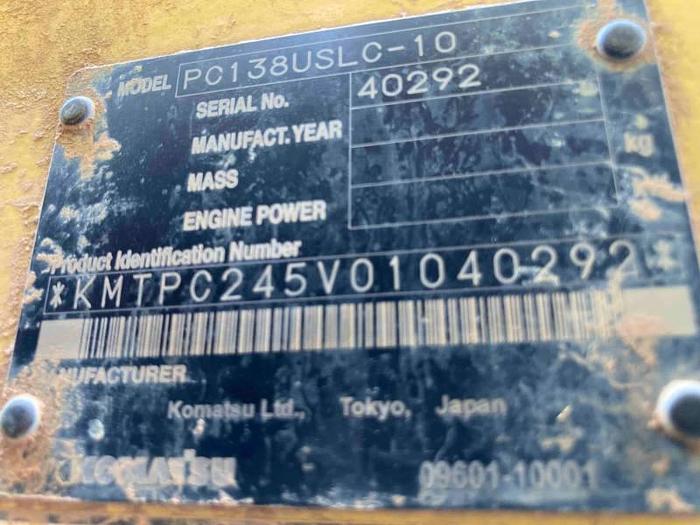 MODEL PC138USLC-10
SERIAL No. 40292
MANUFACT. YEAR
MASS kg
ENGINE POWER
Product Identification Number
*KMTPC245V01040292*
MANUFACTURER
Komatsu Ltd., Tokyo, Japan
KOMATSU 09601-10001